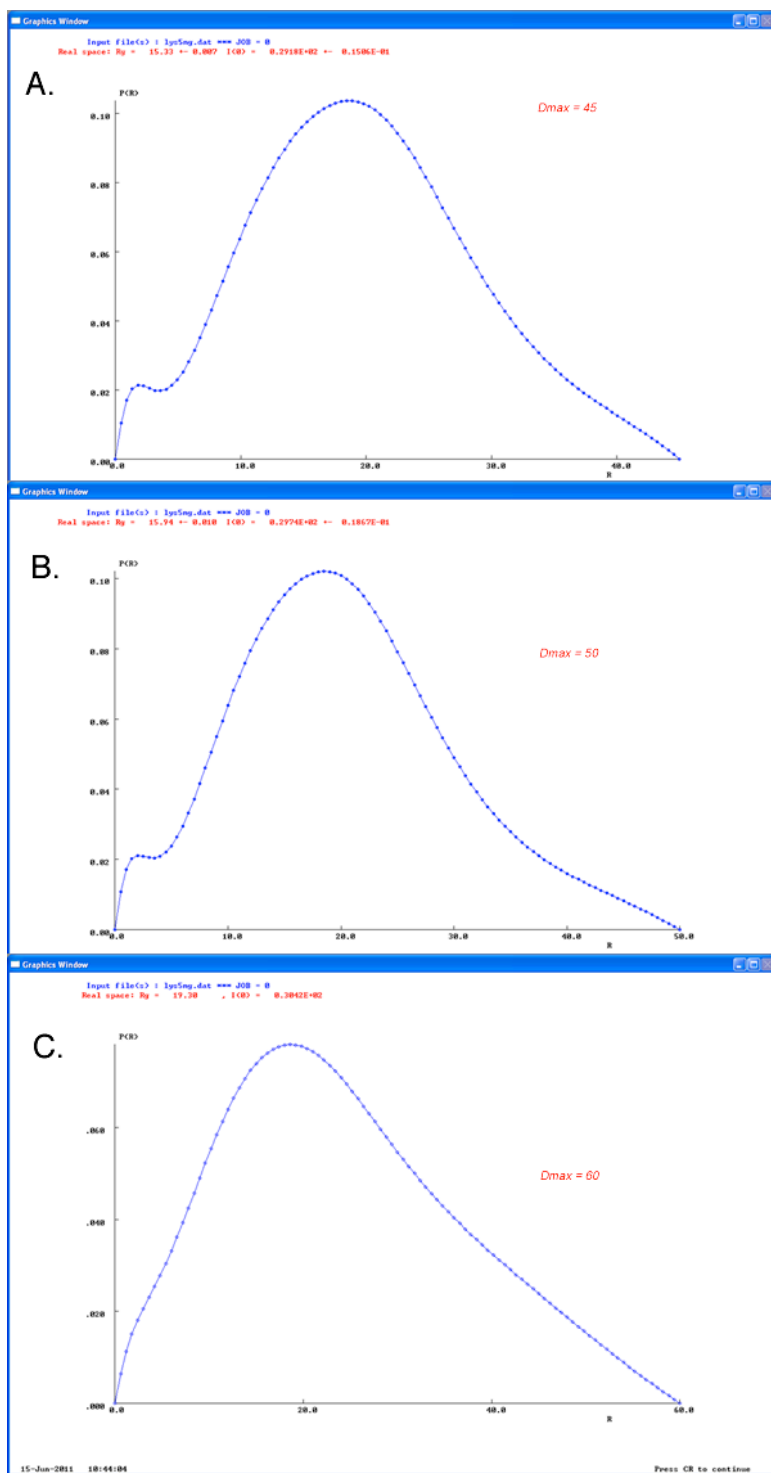 Graphics Window
Input file(s) : lys5mg.dat *** JOB = 0
Real space: Rg = 15.33 +- 0.007 I(0) = 0.2918E+02 +- 0.1506E-01
A.
P(R)
Dmax = 45
0.10
0.08
0.06
0.04
0.02
0.00
0.0 10.0 20.0 30.0 40.0
R
Graphics Window
Input file(s) : lys5mg.dat *** JOB = 0
Real space: Rg = 15.94 +- 0.010 I(0) = 0.2974E+02 +- 0.1867E-01
B.
P(R)
0.10
Dmax = 50
0.08
0.06
0.04
0.02
0.00
0.0 10.0 20.0 30.0 40.0 50.0
R
Graphics Window
Input file(s) : lys5mg.dat *** JOB = 0
Real space: Rg = 19.30 , I(0) = 0.3042E+02
C.
P(R)
.060
Dmax = 60
.040
.020
.000
0.0 20.0 40.0 60.0
R
15-Jun-2011 10:44:04 Press CR to continue